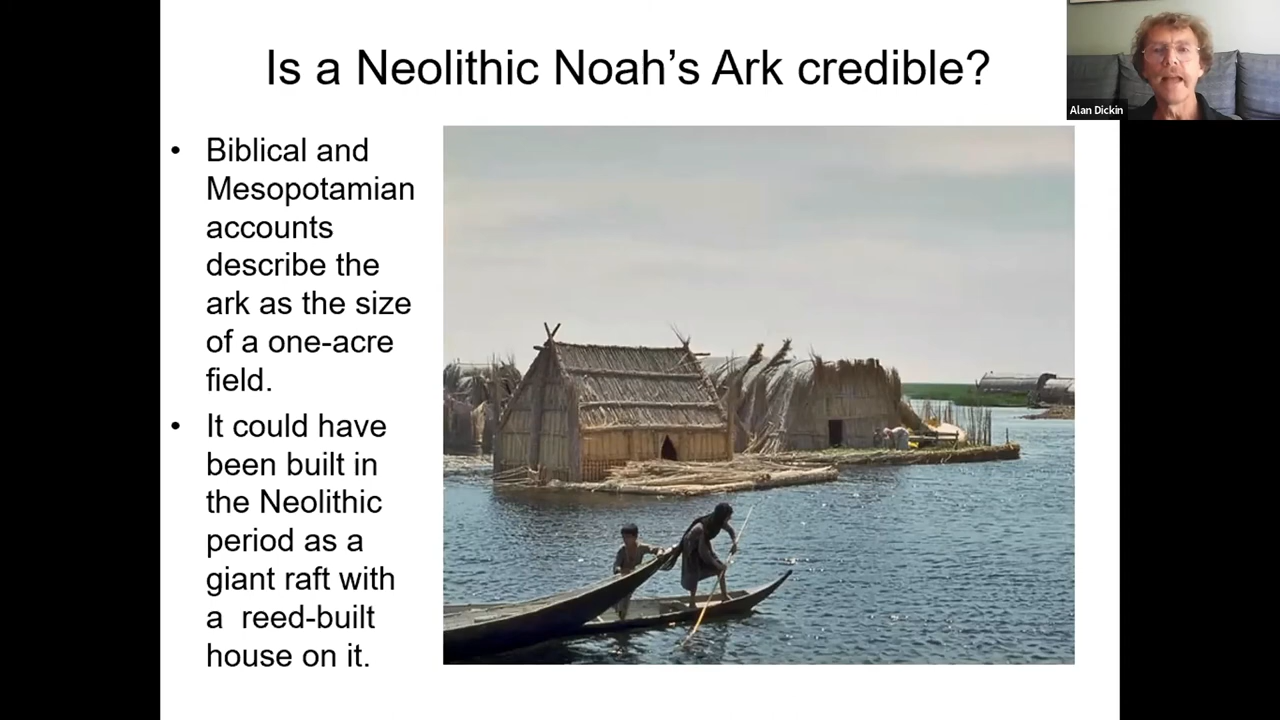 Is a Neolithic Noah’s Ark credible?
Alan Dickin
• Biblical and
Mesopotamian
accounts
describe the
ark as the size
of a one-acre
field.
• It could have
been built in
the Neolithic
period as a
giant raft with
a  reed-built
house on it.